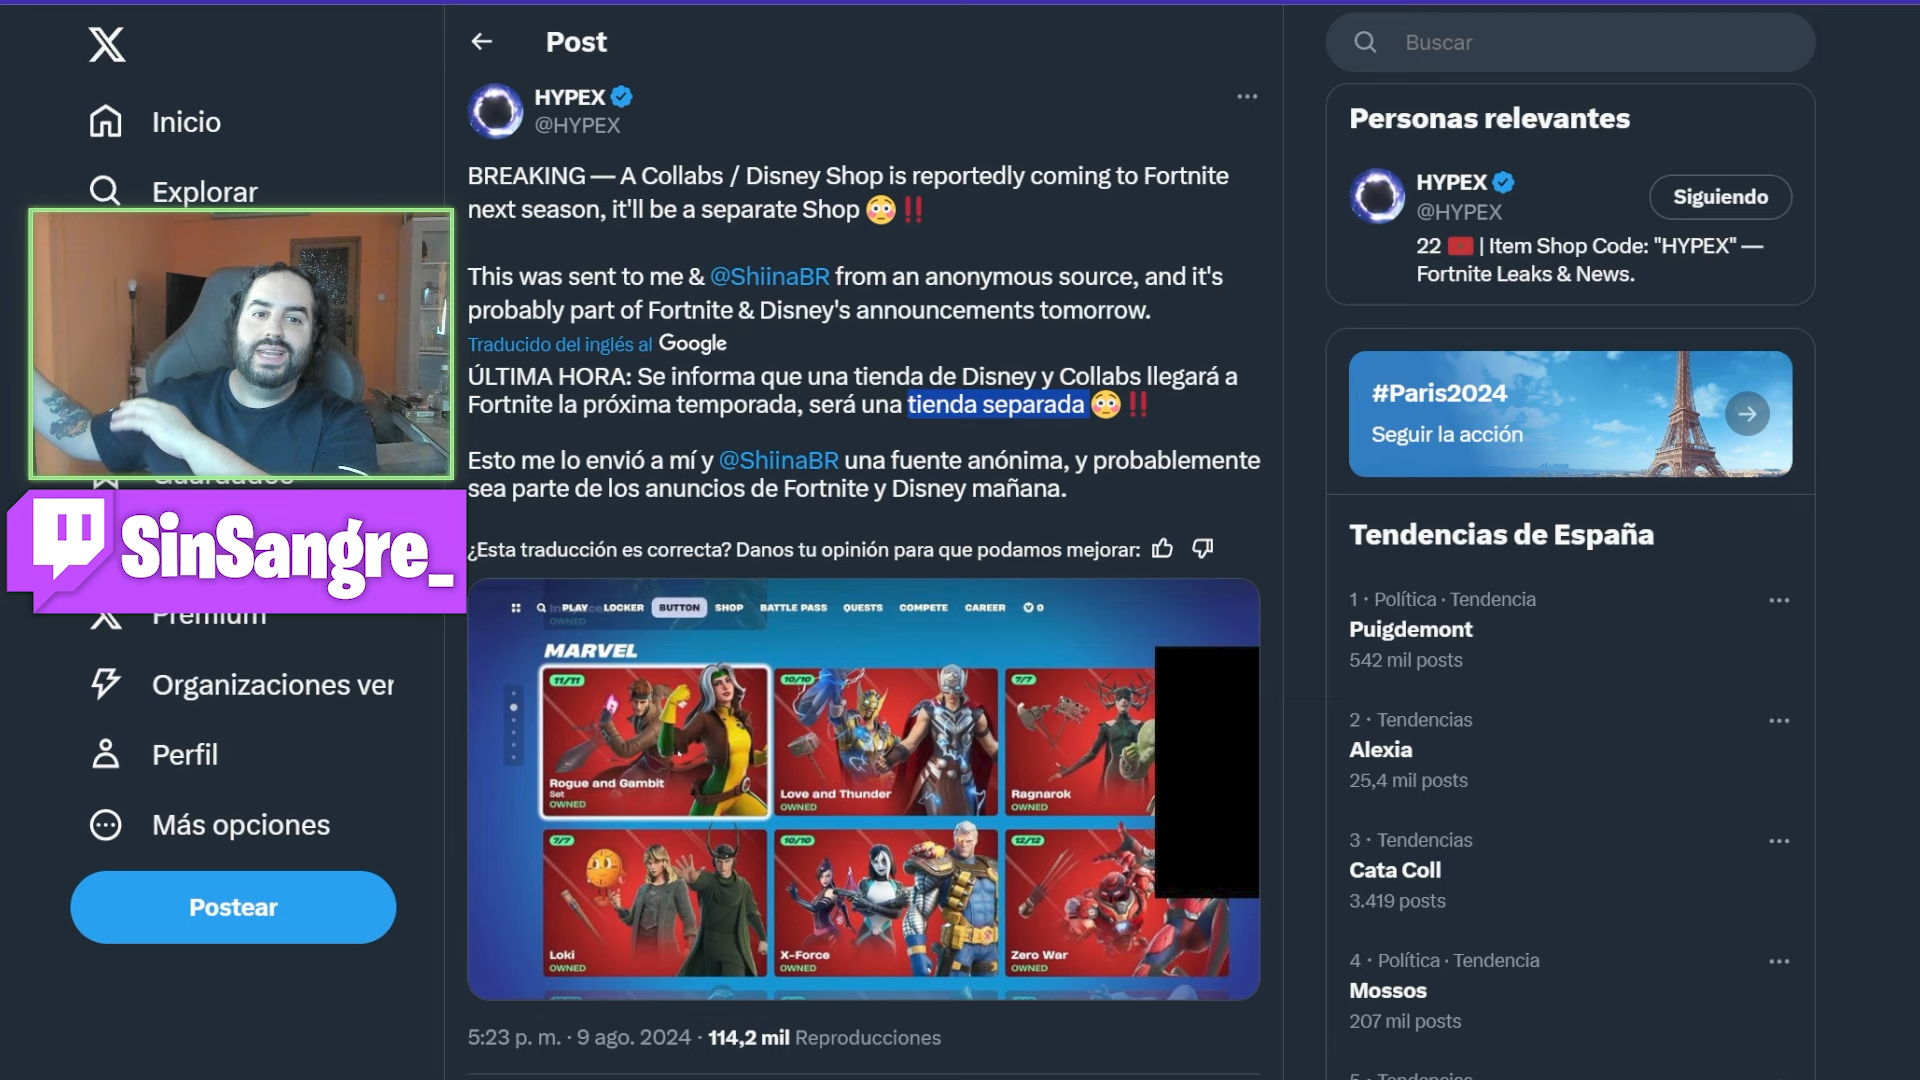 Inicio
Explorar
SinSangre_
Premium
Organizaciones ver
Perfil
Más opciones
Postear
Post
HYPEX
@HYPEX
BREAKING — A Collabs / Disney Shop is reportedly coming to Fortnite
next season, it'll be a separate Shop 😳‼️
This was sent to me & @ShiinaBR from an anonymous source, and it's
probably part of Fortnite & Disney's announcements tomorrow.
Traducido del inglés al Google
ÚLTIMA HORA: Se informa que una tienda de Disney y Collabs llegará a
Fortnite la próxima temporada, será una tienda separada 😳‼️
Esto me lo envió a mí y @ShiinaBR una fuente anónima, y probablemente
sea parte de los anuncios de Fortnite y Disney mañana.
¿Esta traducción es correcta? Danos tu opinión para que podamos mejorar:
PLAY LOCKER BUTTON SHOP BATTLE PASS QUESTS COMPETE CAREER 0
OWNED
MARVEL
11/11
Rogue and Gambit
Set
OWNED
10/10
Love and Thunder
OWNED
7/7
Ragnarok
OWNED
7/7
Loki
OWNED
10/10
X-Force
OWNED
12/12
Zero War
OWNED
5:23 p. m. · 9 ago. 2024 · 114,2 mil Reproducciones
Buscar
Personas relevantes
HYPEX
@HYPEX
Siguiendo
22 | Item Shop Code: "HYPEX" —
Fortnite Leaks & News.
#Paris2024
Seguir la acción
Tendencias de España
1 · Política · Tendencia
Puigdemont
542 mil posts
2 · Tendencias
Alexia
25,4 mil posts
3 · Tendencias
Cata Coll
3.419 posts
4 · Política · Tendencia
Mossos
207 mil posts
5 · Tendencias